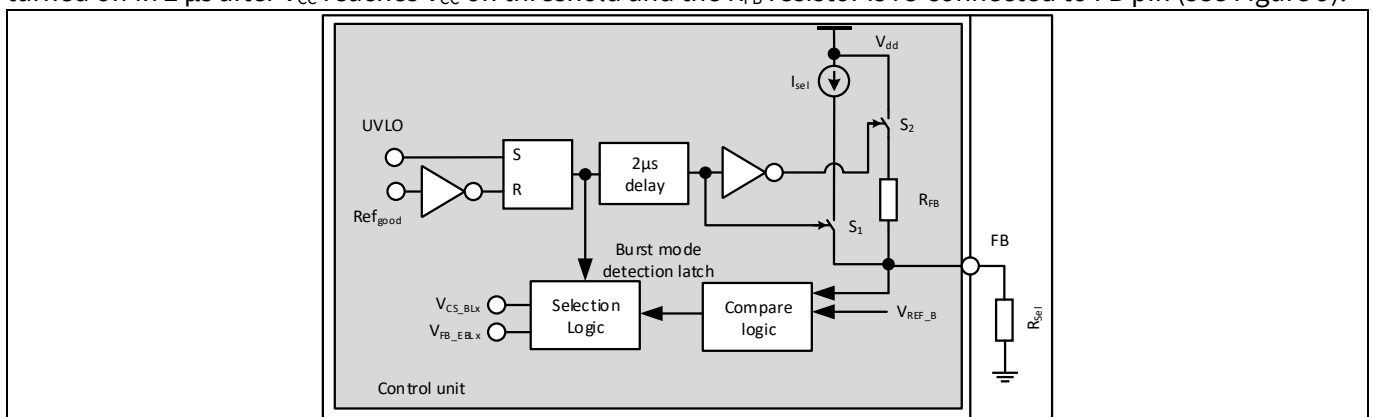 turned off in 2 μs after Vcc reaches Vcc on threshold and the RFB resistor is re-connected to FB pin (see Figure 6).
Vdd
Isel
UVLO
S2
S
2μs
delay
R
RFB
Refgood
S1
FB
Burst mode
detection latch
VCS_BLx
Selection
Logic
Compare
logic
VREF_B
RSel
VFB_EBLx
Control unit